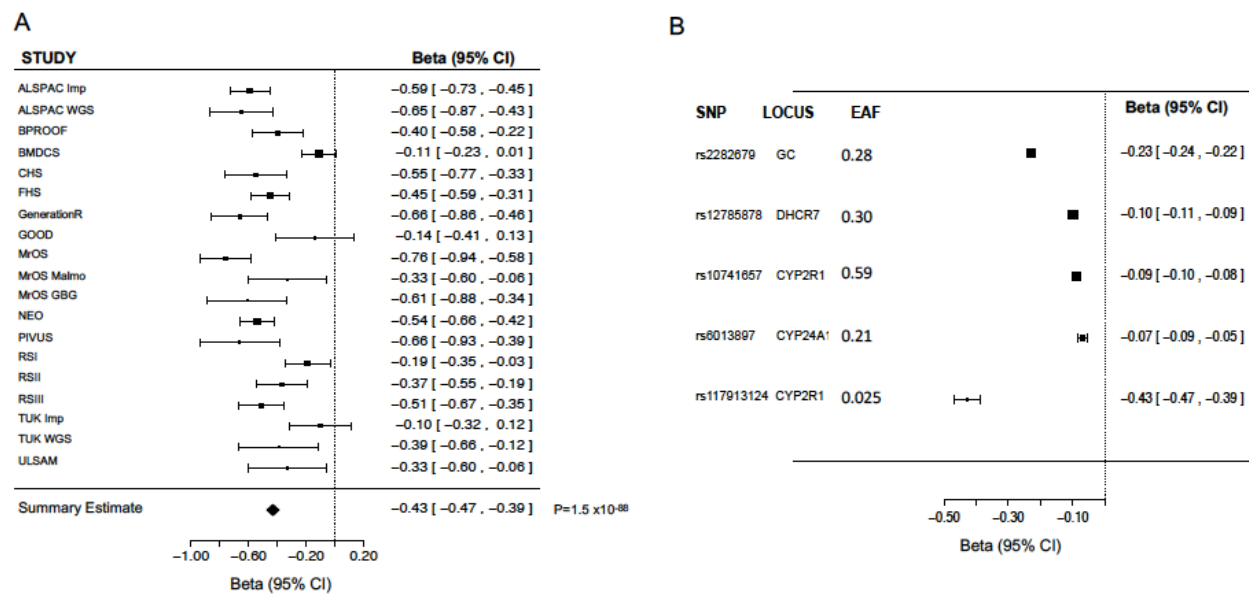 A
STUDY Beta (95% CI)
ALSPAC Imp −0.59 [ −0.73 , −0.45 ]
ALSPAC WGS −0.65 [ −0.87 , −0.43 ]
BPROOF −0.40 [ −0.58 , −0.22 ]
BMDCS −0.11 [ −0.23 , 0.01 ]
CHS −0.55 [ −0.77 , −0.33 ]
FHS −0.45 [ −0.59 , −0.31 ]
GenerationR −0.66 [ −0.86 , −0.46 ]
GOOD −0.14 [ −0.41 , 0.13 ]
MrOS −0.76 [ −0.94 , −0.58 ]
MrOS Malmo −0.33 [ −0.60 , −0.06 ]
MrOS GBG −0.61 [ −0.88 , −0.34 ]
NEO −0.54 [ −0.66 , −0.42 ]
PIVUS −0.66 [ −0.93 , −0.39 ]
RSI −0.19 [ −0.35 , −0.03 ]
RSII −0.37 [ −0.55 , −0.19 ]
RSIII −0.51 [ −0.67 , −0.35 ]
TUK Imp −0.10 [ −0.32 , 0.12 ]
TUK WGS −0.39 [ −0.66 , −0.12 ]
ULSAM −0.33 [ −0.60 , −0.06 ]
Summary Estimate −0.43 [ −0.47 , −0.39 ] P=1.5 x10-88
−1.00 −0.60 −0.20 0.20
Beta (95% CI)
B
SNP LOCUS EAF Beta (95% CI)
rs2282679 GC 0.28 −0.23 [ −0.24 , −0.22 ]
rs12785878 DHCR7 0.30 −0.10 [ −0.11 , −0.09 ]
rs10741657 CYP2R1 0.59 −0.09 [ −0.10 , −0.08 ]
rs6013897 CYP24A1 0.21 −0.07 [ −0.09 , −0.05 ]
rs117913124 CYP2R1 0.025 −0.43 [ −0.47 , −0.39 ]
−0.50 −0.30 −0.10
Beta (95% CI)